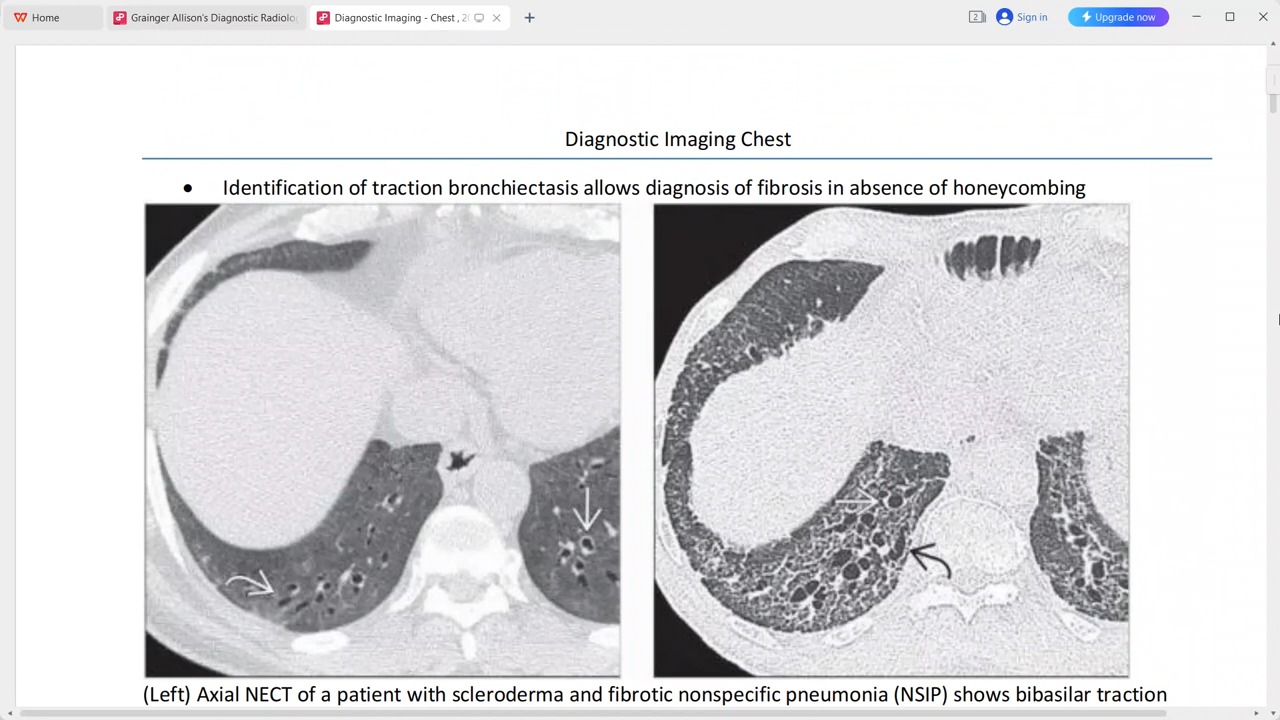 Home
Grainger Allison's Diagnostic Radiolo
Diagnostic Imaging - Chest , 2
2
Sign in
Upgrade now
Diagnostic Imaging Chest
• Identification of traction bronchiectasis allows diagnosis of fibrosis in absence of honeycombing
(Left) Axial NECT of a patient with scleroderma and fibrotic nonspecific pneumonia (NSIP) shows bibasilar traction